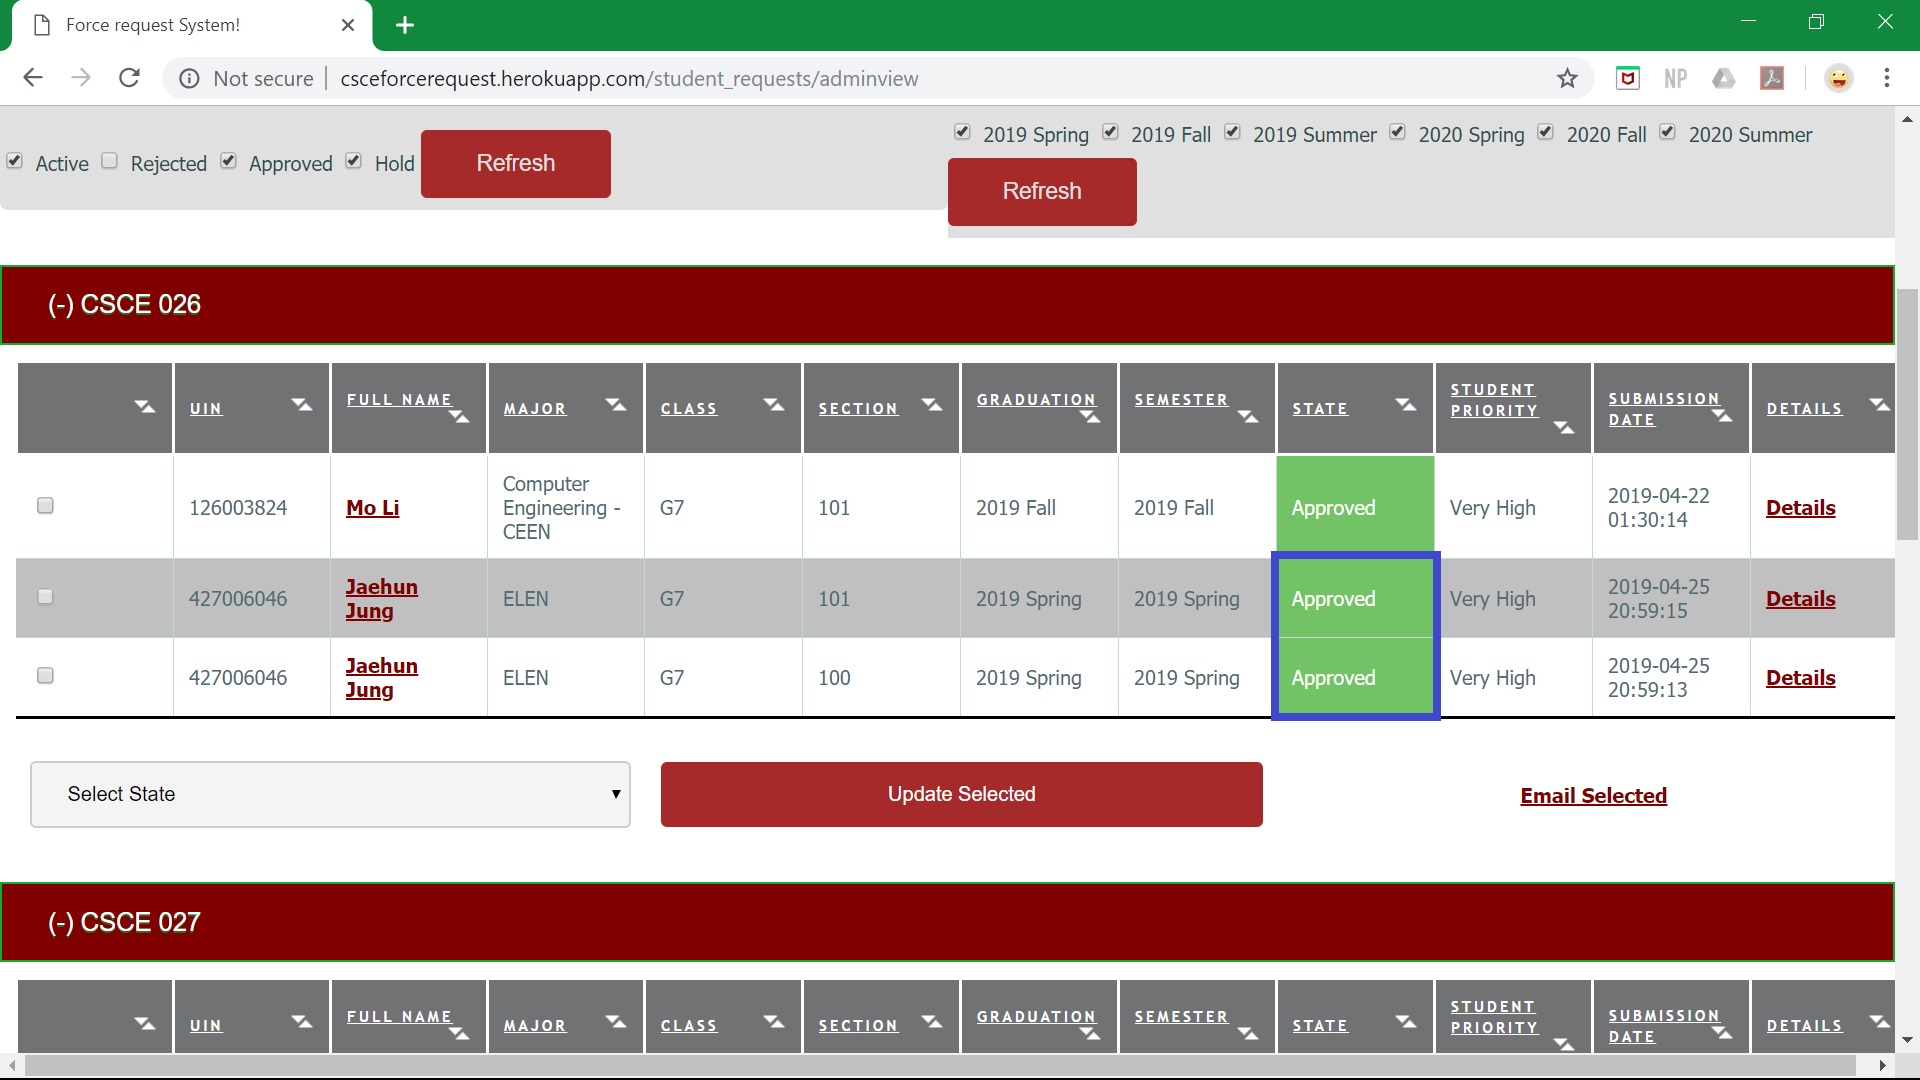 Force request System!
Not secure | csceforcerequest.herokuapp.com/student_requests/adminview
NP
Active Rejected Approved Hold Refresh
2019 Spring 2019 Fall 2019 Summer 2020 Spring 2020 Fall 2020 Summer
Refresh
(-) CSCE 026
UIN FULL NAME MAJOR CLASS SECTION GRADUATION SEMESTER STATE STUDENT PRIORITY SUBMISSION DATE DETAILS
126003824 Mo Li Computer Engineering - CEEN G7 101 2019 Fall 2019 Fall Approved Very High 2019-04-22 01:30:14 Details
427006046 Jaehun Jung ELEN G7 101 2019 Spring 2019 Spring Approved Very High 2019-04-25 20:59:15 Details
427006046 Jaehun Jung ELEN G7 100 2019 Spring 2019 Spring Approved Very High 2019-04-25 20:59:13 Details
Select State Update Selected Email Selected
(-) CSCE 027
UIN FULL NAME MAJOR CLASS SECTION GRADUATION SEMESTER STATE STUDENT PRIORITY SUBMISSION DATE DETAILS